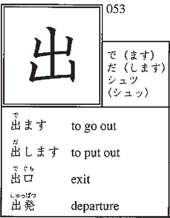 053
出
で(ます)
だ(します)
シュツ
(シュッ)
で
出ます to go out
だ
出します to put out
で ぐち
出口 exit
しゅっぱつ
出発 departure